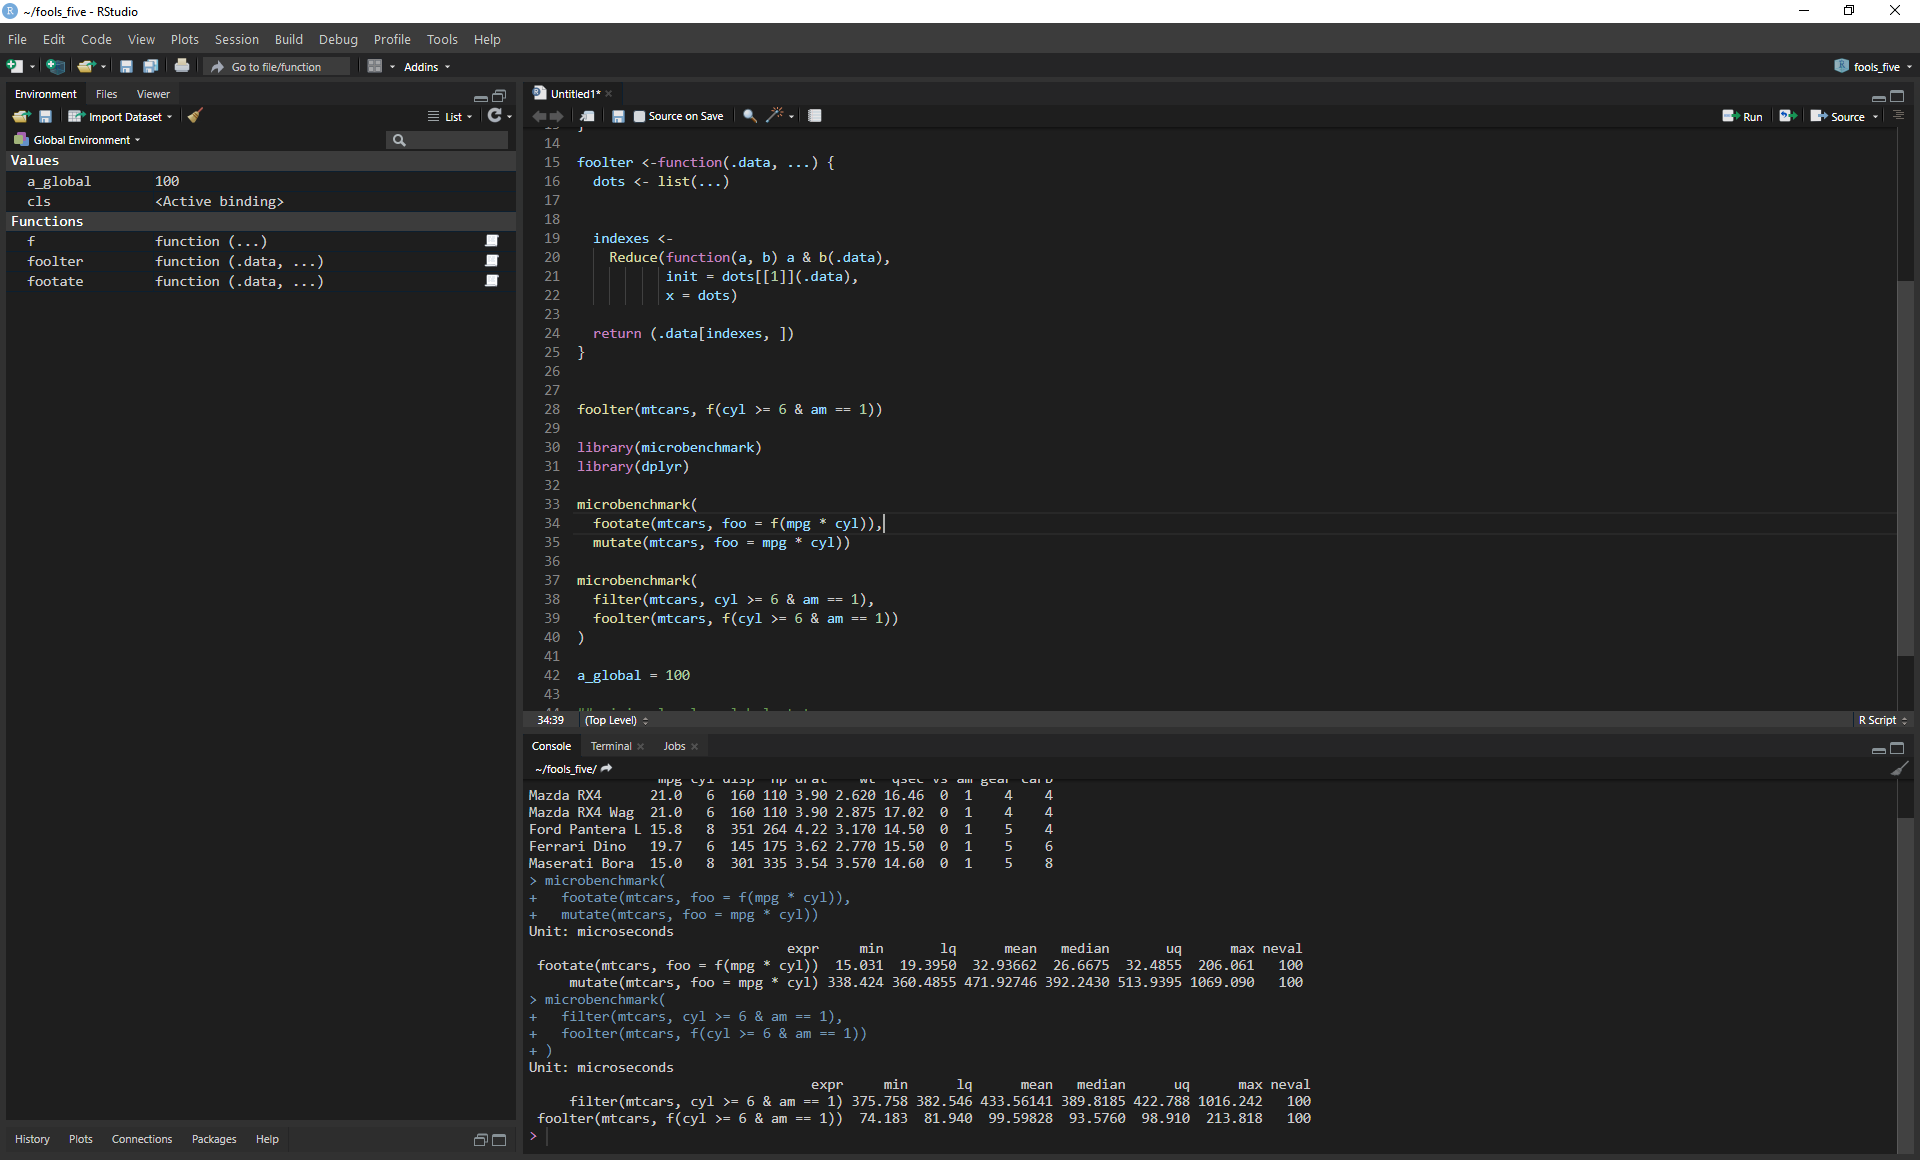 ~/fools_five - RStudio
File Edit Code View Plots Session Build Debug Profile Tools Help
Go to file/function Addins fools_five
Environment Files Viewer
Import Dataset List
Global Environment
Values
a_global 100
cls <Active binding>
Functions
f function (...)
foolter function (.data, ...)
footate function (.data, ...)
History Plots Connections Packages Help
Untitled1*
Source on Save Run Source
14
15 foolter <-function(.data, ...) {
16 dots <- list(...)
17
18
19 indexes <-
20 Reduce(function(a, b) a & b(.data),
21 init = dots[[1]](.data),
22 x = dots)
23
24 return (.data[indexes, ])
25 }
26
27
28 foolter(mtcars, f(cyl >= 6 & am == 1))
29
30 library(microbenchmark)
31 library(dplyr)
32
33 microbenchmark(
34 footate(mtcars, foo = f(mpg * cyl)),
35 mutate(mtcars, foo = mpg * cyl))
36
37 microbenchmark(
38 filter(mtcars, cyl >= 6 & am == 1),
39 foolter(mtcars, f(cyl >= 6 & am == 1))
40 )
41
42 a_global = 100
43
34:39 (Top Level) R Script
Console Terminal Jobs
~/fools_five/
mpg cyl disp hp drat wt qsec vs am gear carb
Mazda RX4 21.0 6 160 110 3.90 2.620 16.46 0 1 4 4
Mazda RX4 Wag 21.0 6 160 110 3.90 2.875 17.02 0 1 4 4
Ford Pantera L 15.8 8 351 264 4.22 3.170 14.50 0 1 5 4
Ferrari Dino 19.7 6 145 175 3.62 2.770 15.50 0 1 5 6
Maserati Bora 15.0 8 301 335 3.54 3.570 14.60 0 1 5 8
> microbenchmark(
+ footate(mtcars, foo = f(mpg * cyl)),
+ mutate(mtcars, foo = mpg * cyl))
Unit: microseconds
expr min lq mean median uq max neval
footate(mtcars, foo = f(mpg * cyl)) 15.031 19.3950 32.93662 26.6675 32.4855 206.061 100
mutate(mtcars, foo = mpg * cyl) 338.424 360.4855 471.92746 392.2430 513.9395 1069.090 100
> microbenchmark(
+ filter(mtcars, cyl >= 6 & am == 1),
+ foolter(mtcars, f(cyl >= 6 & am == 1))
+ )
Unit: microseconds
expr min lq mean median uq max neval
filter(mtcars, cyl >= 6 & am == 1) 375.758 382.546 433.56141 389.8185 422.788 1016.242 100
foolter(mtcars, f(cyl >= 6 & am == 1)) 74.183 81.940 99.59828 93.5760 98.910 213.818 100
>